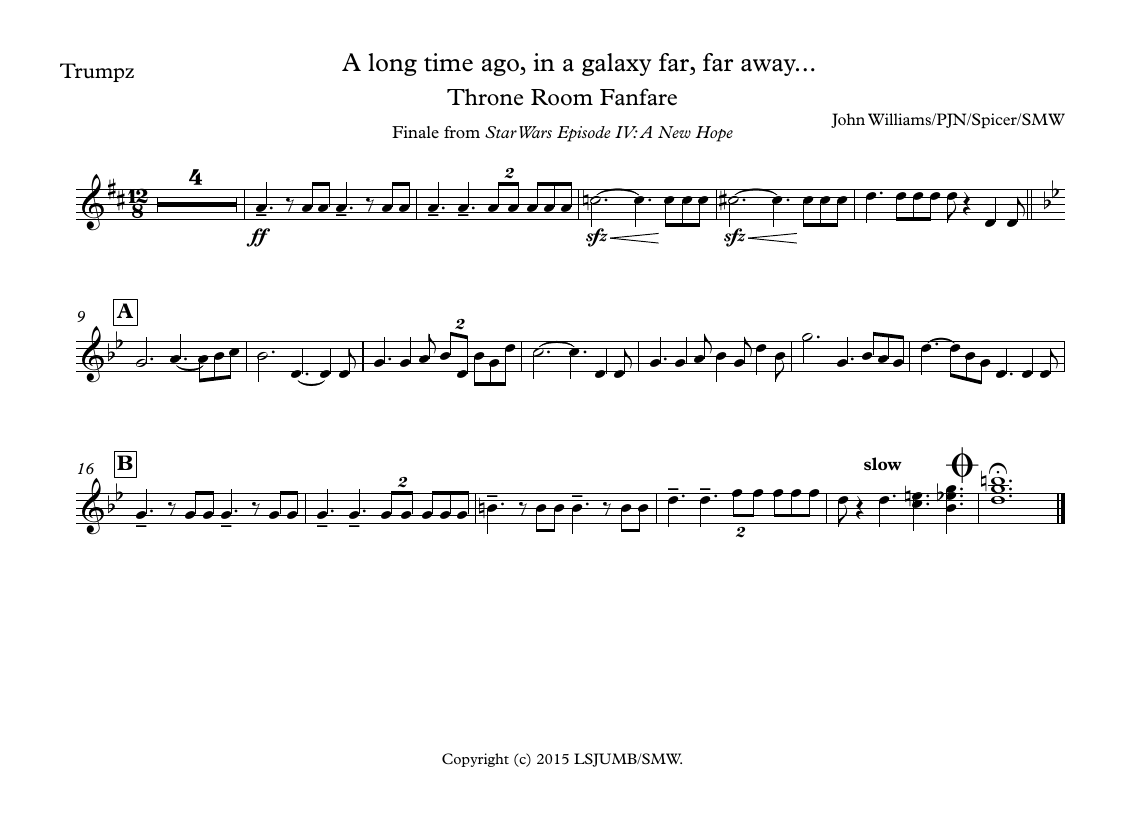 Trumpz
A long time ago, in a galaxy far, far away...
Throne Room Fanfare
Finale from Star Wars Episode IV: A New Hope
John Williams/PJN/Spicer/SMW
4
2
12
8
ff
sfz
sfz
9
A
2
2
16
B
2
slow
2
Copyright (c) 2015 LSJUMB/SMW.